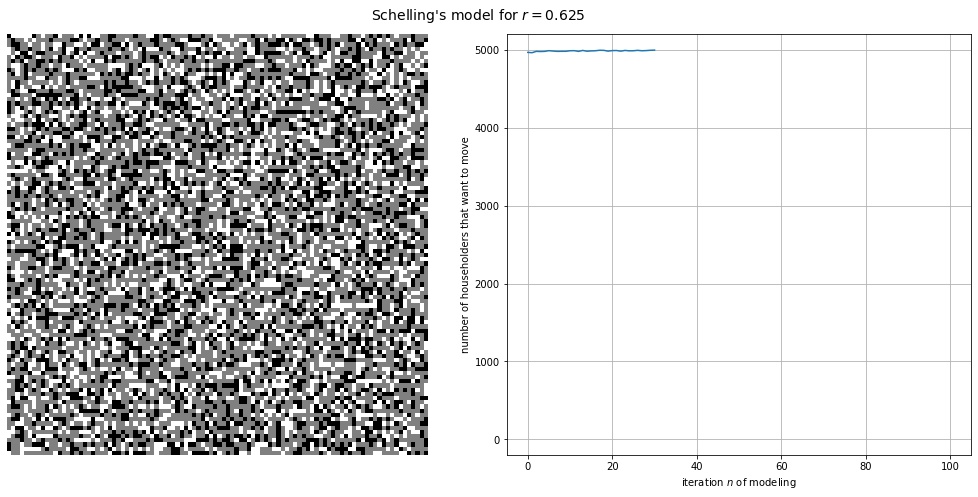 Schelling's model for r = 0.625
number of householders that want to move
5000
4000
3000
2000
1000
0
0 20 40 60 80 100
iteration n of modeling